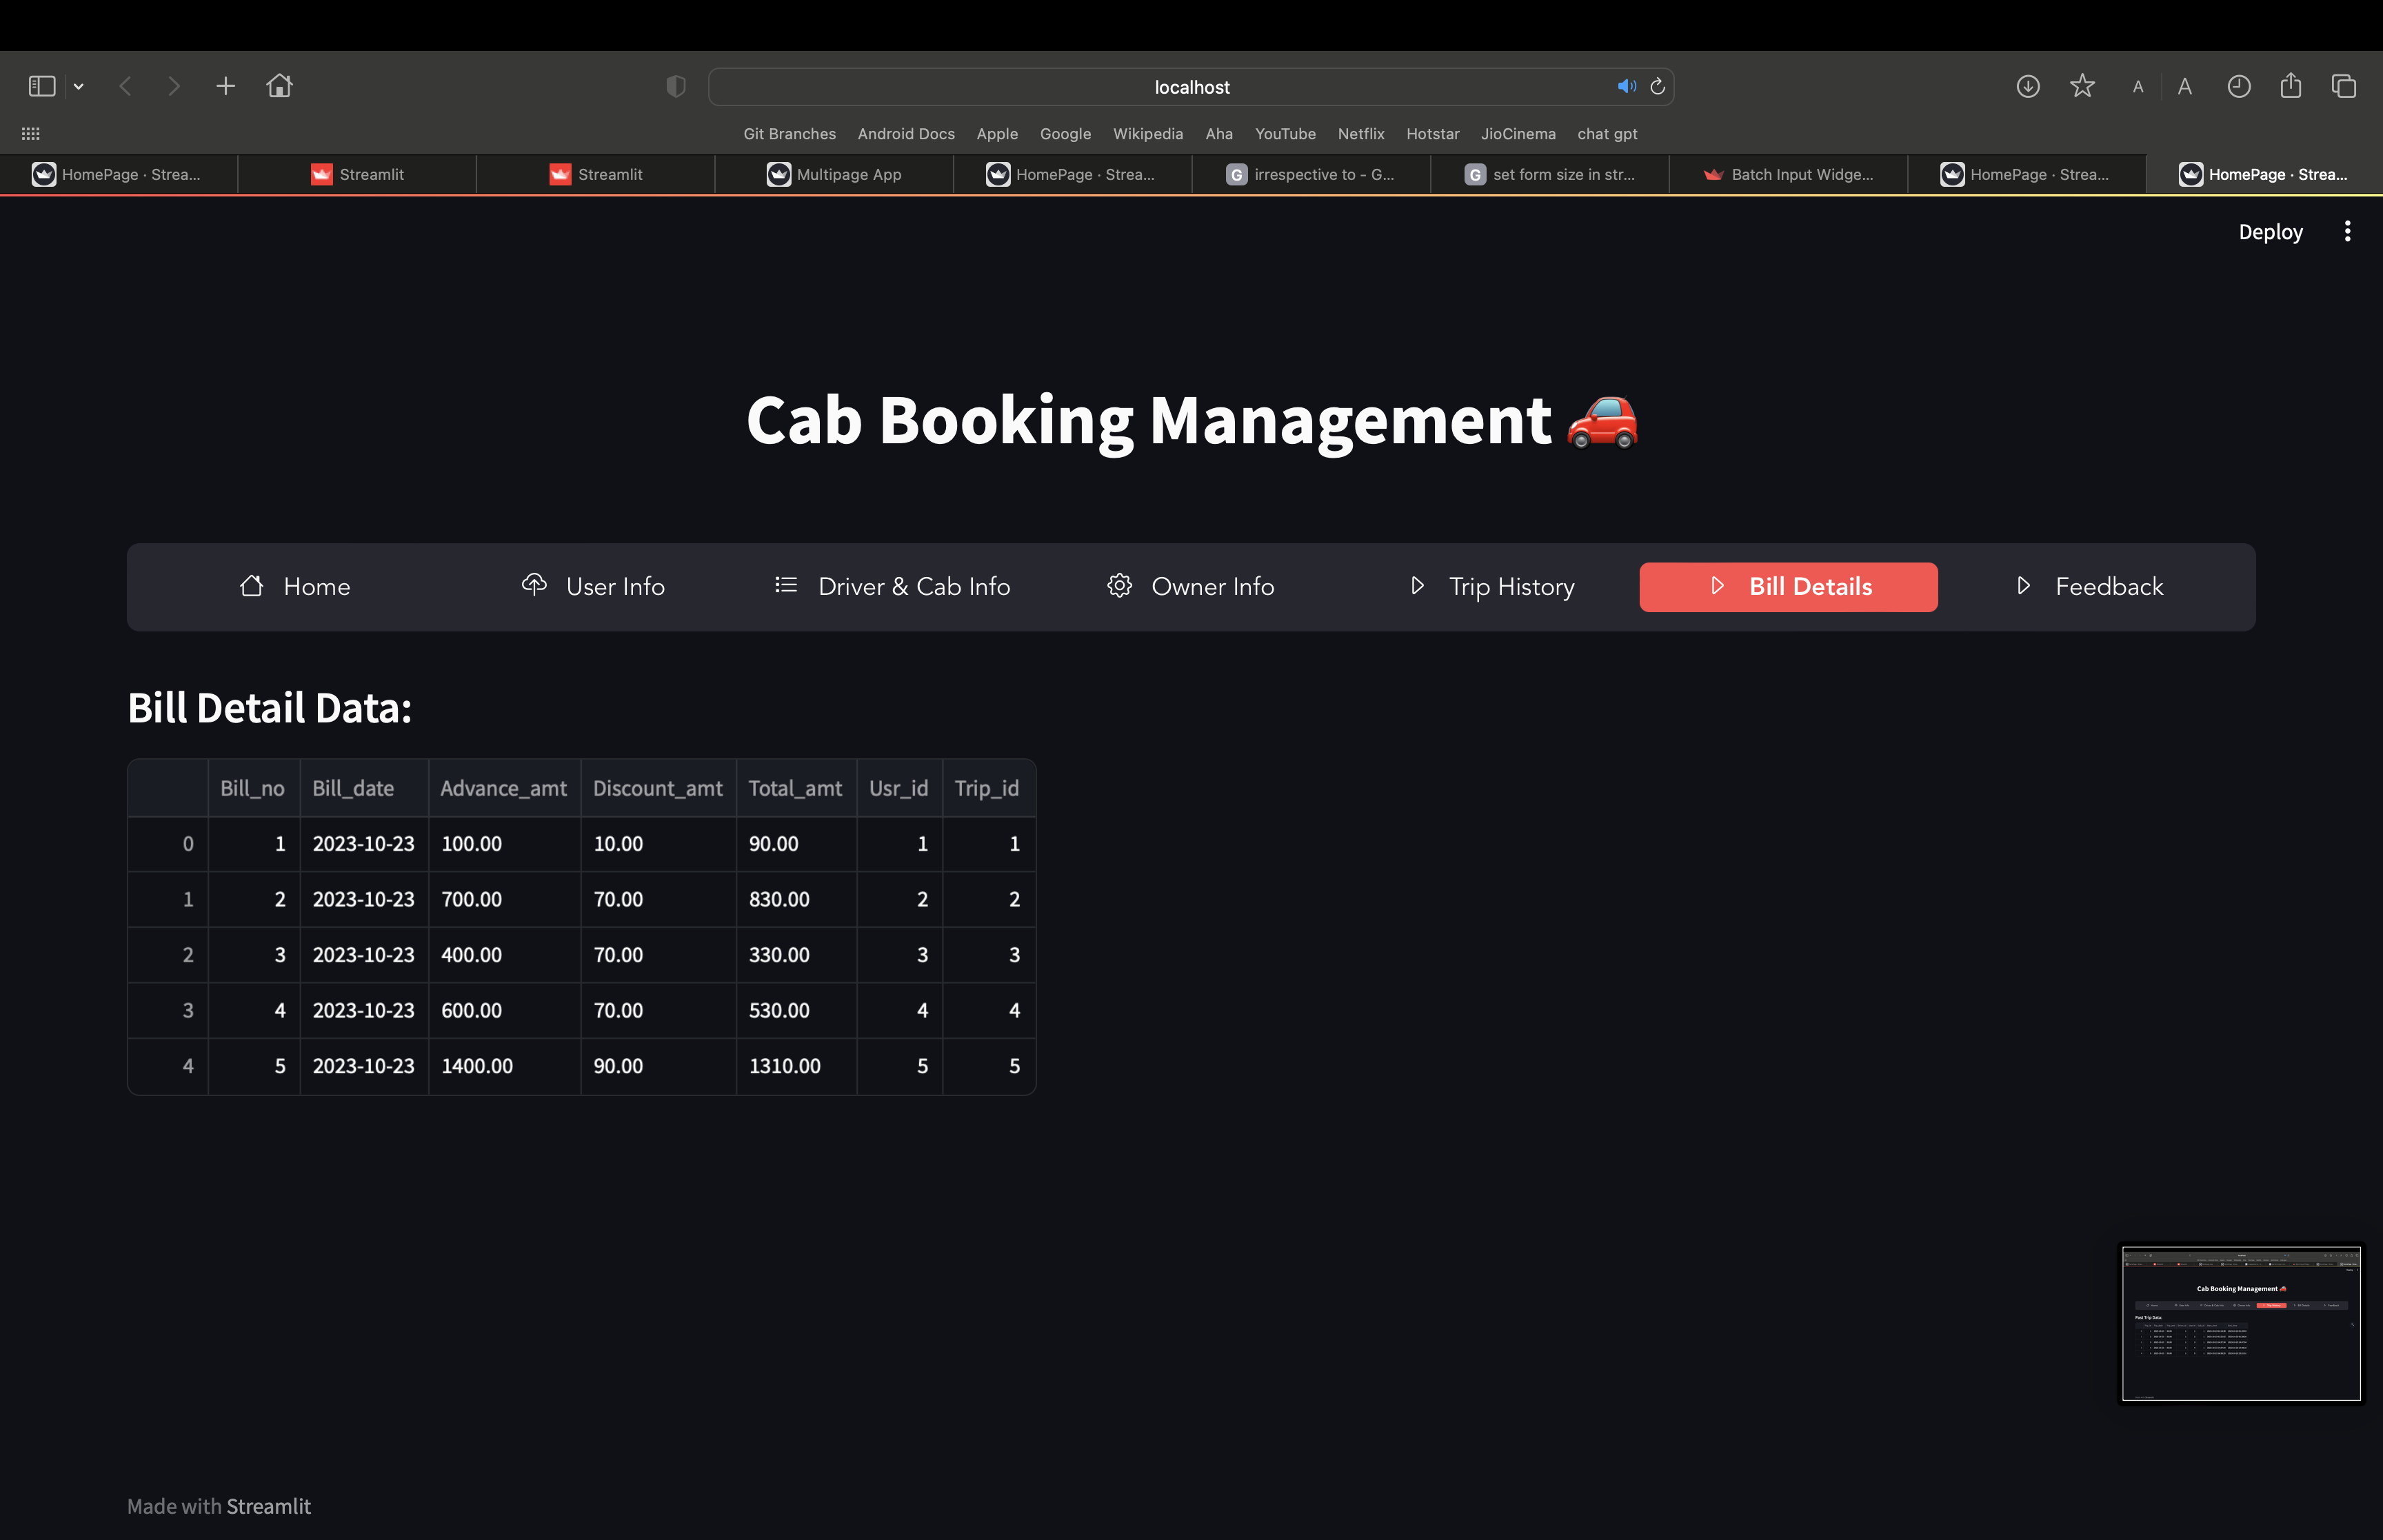 localhost
A A
Git Branches Android Docs Apple Google Wikipedia Aha YouTube Netflix Hotstar JioCinema chat gpt
HomePage · Strea... Streamlit Streamlit Multipage App HomePage · Strea... G irrespective to - G... G set form size in str... Batch Input Widge... HomePage · Strea... HomePage · Strea...
Deploy
Cab Booking Management
Home User Info Driver & Cab Info Owner Info Trip History Bill Details Feedback
Bill Detail Data:
Bill_no Bill_date Advance_amt Discount_amt Total_amt Usr_id Trip_id
0 1 2023-10-23 100.00 10.00 90.00 1 1
1 2 2023-10-23 700.00 70.00 830.00 2 2
2 3 2023-10-23 400.00 70.00 330.00 3 3
3 4 2023-10-23 600.00 70.00 530.00 4 4
4 5 2023-10-23 1400.00 90.00 1310.00 5 5
Cab Booking Management
Past Trip Data:
Made with Streamlit